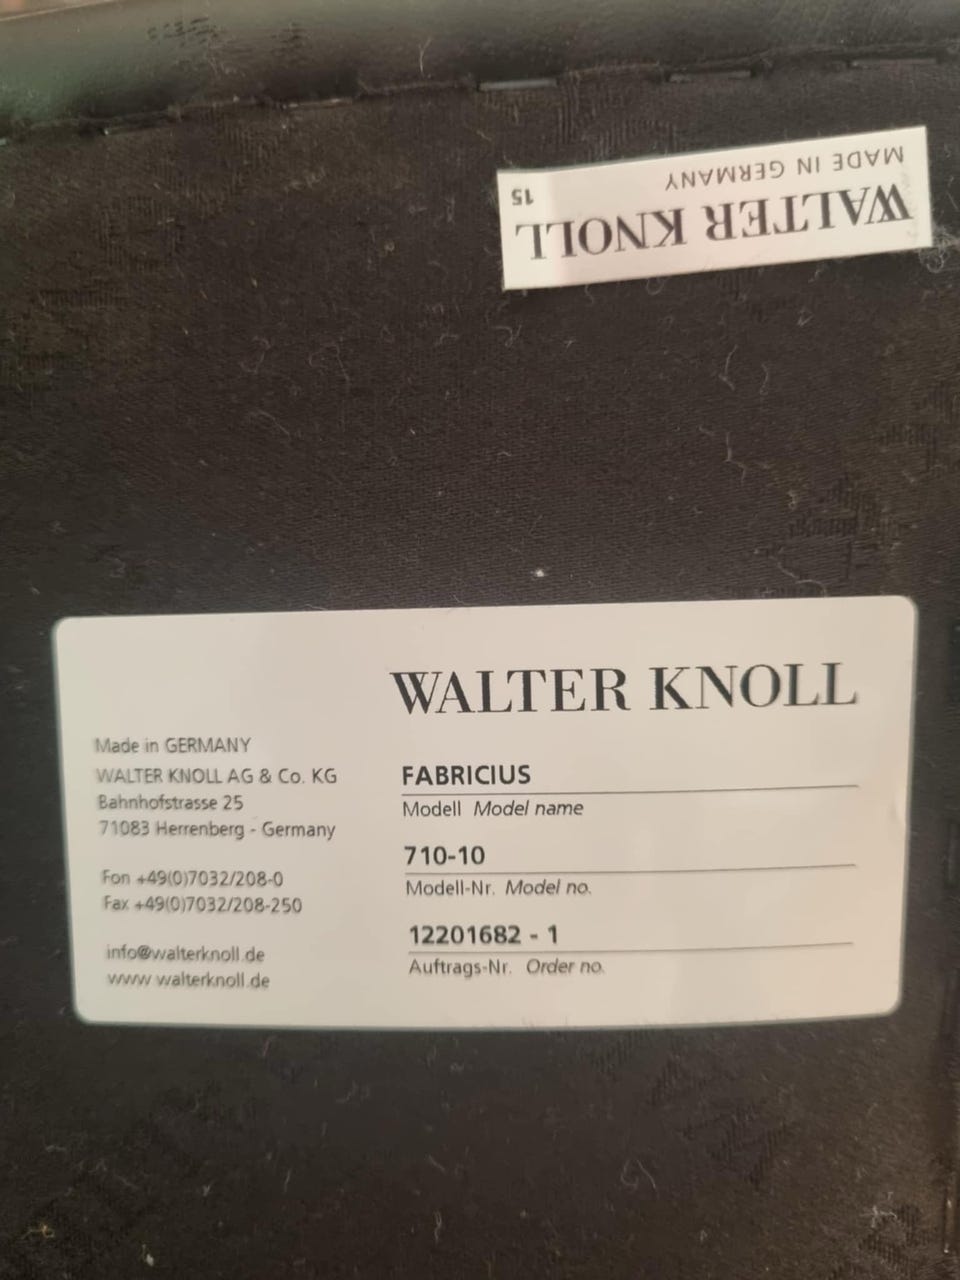 WALTER KNOLL
MADE IN GERMANY
15
WALTER KNOLL
Made in GERMANY
WALTER KNOLL AG & Co. KG
Bahnhofstrasse 25
71083 Herrenberg - Germany
Fon +49(0)7032/208-0
Fax +49(0)7032/208-250
info@walterknoll.de
www.walterknoll.de
FABRICIUS
Modell Model name
710-10
Modell-Nr. Model no.
12201682 - 1
Auftrags-Nr. Order no.